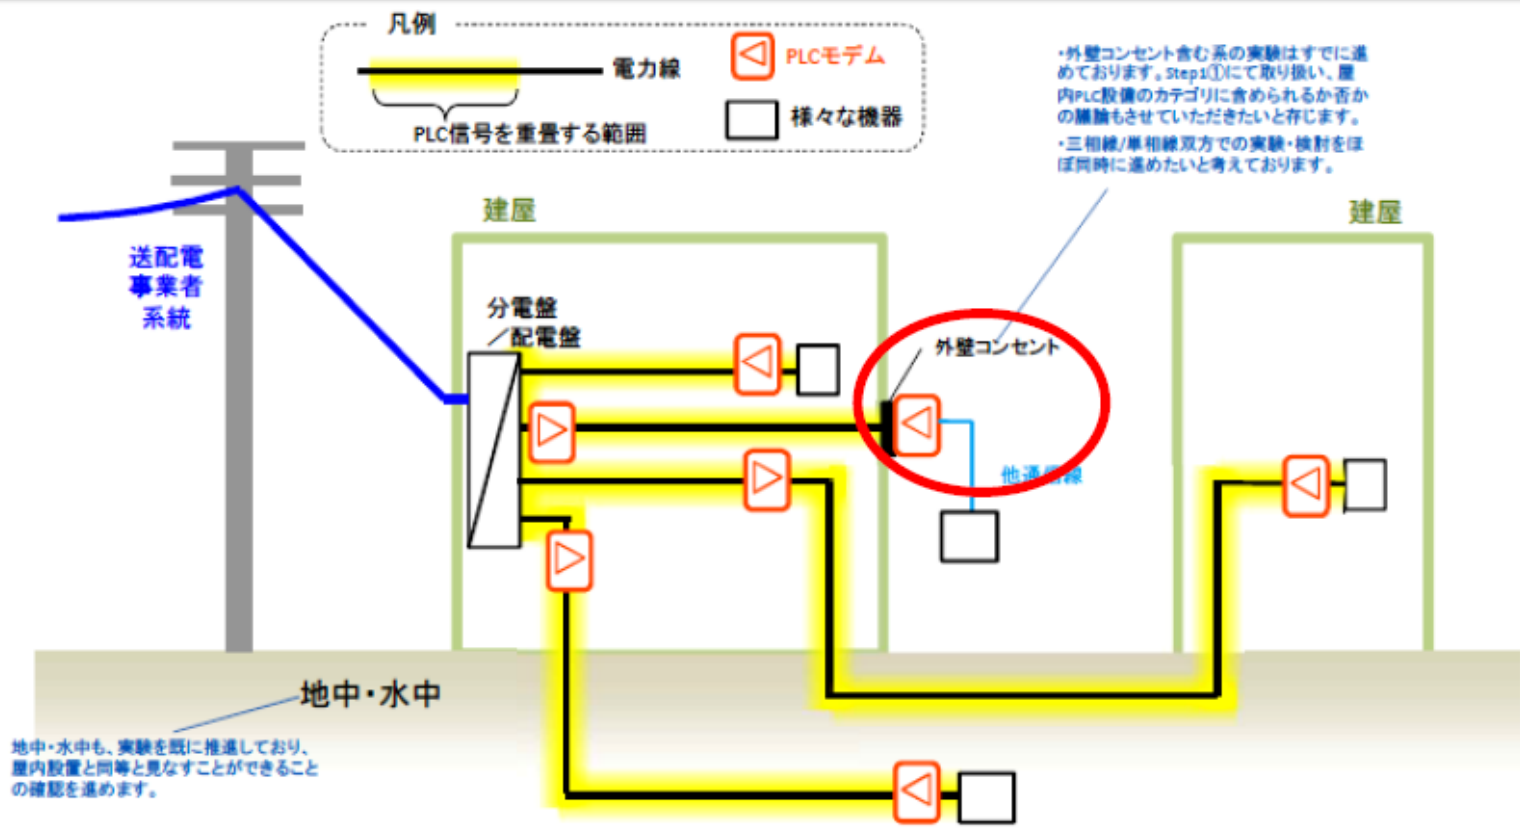 凡例
電力線
PLC信号を重畳する範囲
PLCモデム
様々な機器
・外壁コンセント含む系の実験はすでに進
めております。Step1①にて取り扱い、屋
内PLC設備のカテゴリに含められるか否か
の議論もさせていただきたいと存じます。
・三相線/単相線双方での実験・検討をほ
ぼ同時に進めたいと考えております。
送配電
事業者
系統
建屋
建屋
分電盤
／配電盤
外壁コンセント
他通信線
地中・水中
地中・水中も、実験を既に推進しており、
屋内設置と同等と見なすことができること
の確認を進めます。